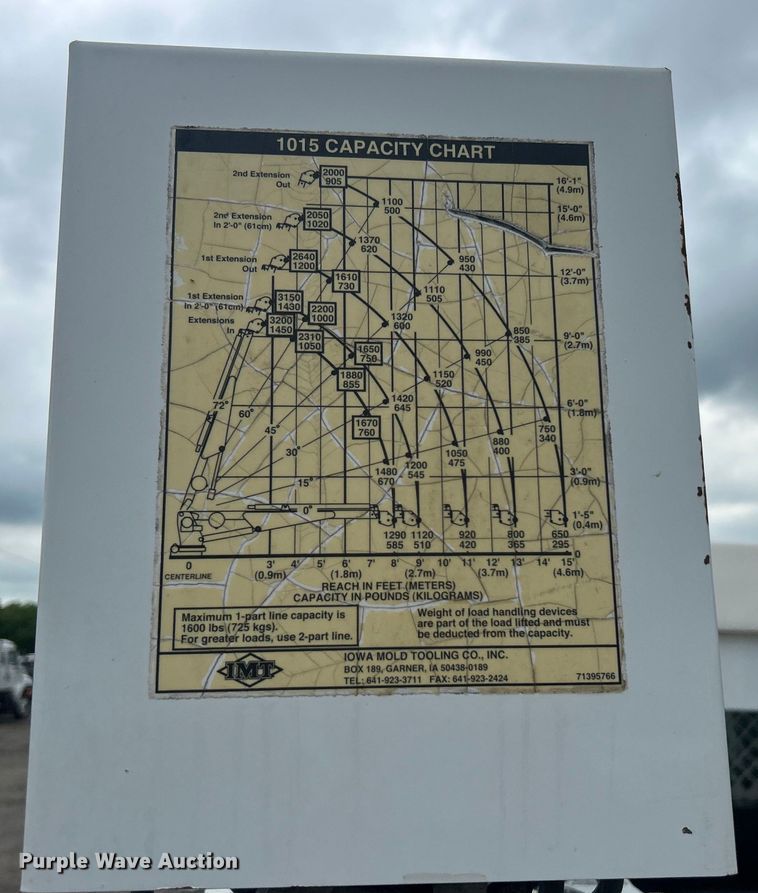 1015 CAPACITY CHART
2nd Extension
Out
2000
905
16'-1"
(4.9m)
1100
500
15'-0"
(4.6m)
2nd Extension
In 2'-0" (61cm)
2050
1020
1370
620
950
430
1st Extension
Out
2640
1200
12'-0"
(3.7m)
1610
730
1110
505
1st Extension
In 2'-0" (61cm)
3150
1430
2200
1000
1320
600
Extensions
In
3200
1450
2310
1050
850
385
9'-0"
(2.7m)
1650
750
990
450
1880
855
1150
520
72°
60°
1420
645
6'-0"
(1.8m)
1670
760
45°
750
340
880
400
30°
1050
475
1480
670
1200
545
15°
3'-0"
(0.9m)
0°
1'-5"
(0.4m)
1290
585
1120
510
920
420
800
365
650
295
0
0
3'
4'
5'
6'
7'
8'
9'
10'
11'
12'
13'
14'
15'
CENTERLINE
(0.9m)
(1.8m)
(2.7m)
(3.7m)
(4.6m)
REACH IN FEET (METERS)
CAPACITY IN POUNDS (KILOGRAMS)
Maximum 1-part line capacity is
1600 lbs (725 kgs).
For greater loads, use 2-part line.
Weight of load handling devices
are part of the load lifted and must
be deducted from the capacity.
IMT
IOWA MOLD TOOLING CO., INC.
BOX 189, GARNER, IA 50438-0189
TEL: 641-923-3711 FAX: 641-923-2424
71395766
Purple Wave Auction